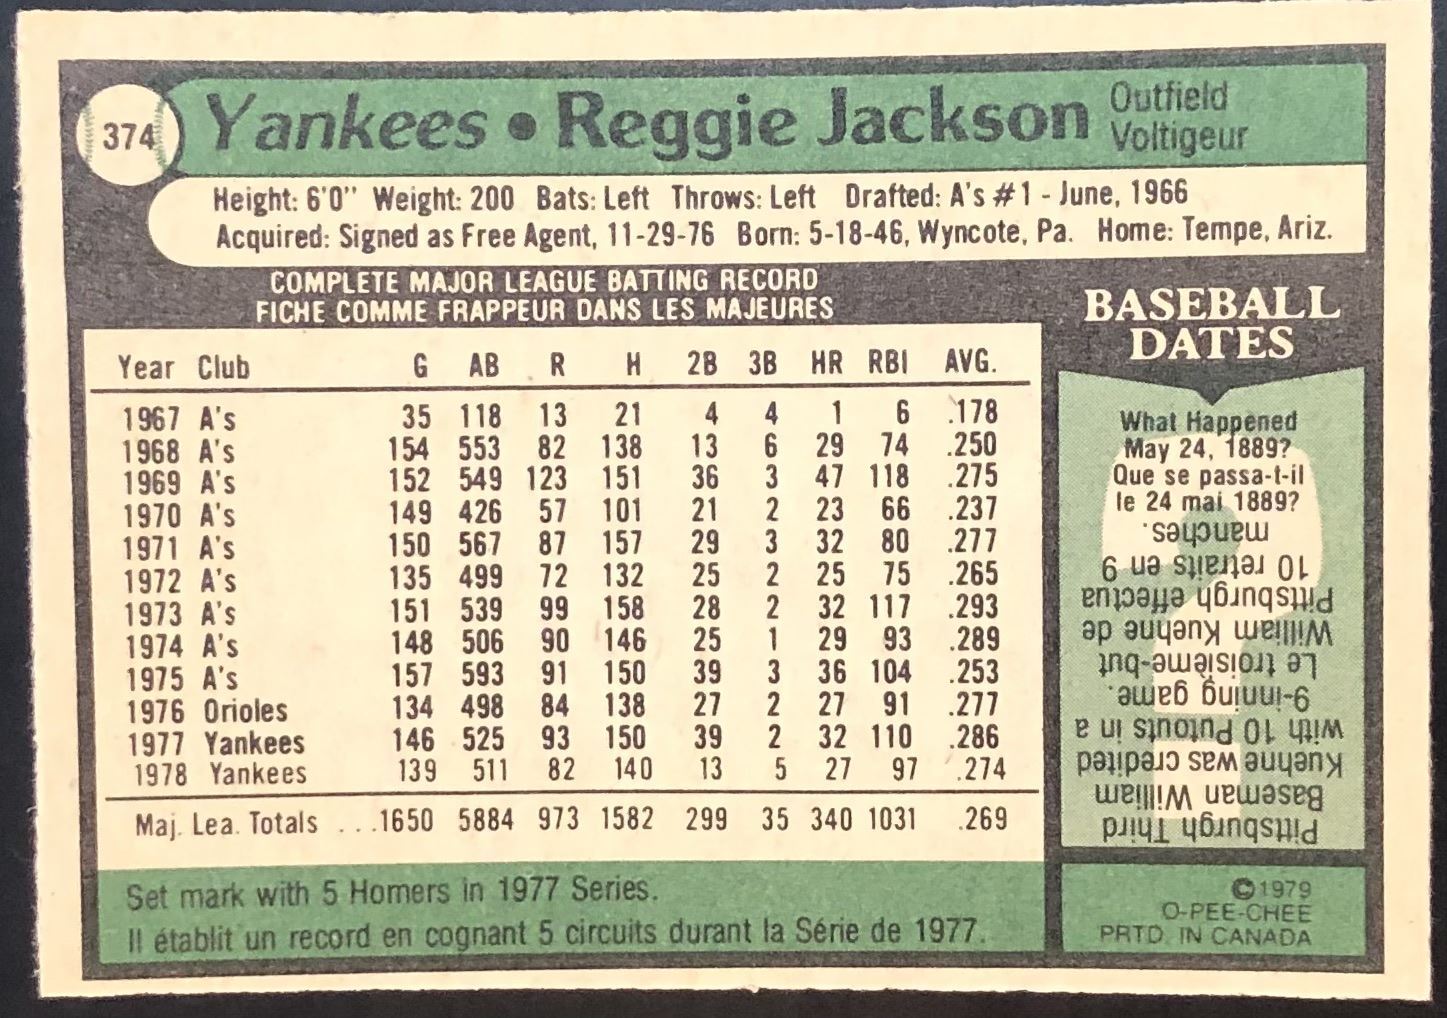 374
Yankees • Reggie Jackson
Outfield
Voltigeur
Height: 6'0" Weight: 200 Bats: Left Throws: Left Drafted: A's #1 - June, 1966
Acquired: Signed as Free Agent, 11-29-76 Born: 5-18-46, Wyncote, Pa. Home: Tempe, Ariz.
COMPLETE MAJOR LEAGUE BATTING RECORD
FICHE COMME FRAPPEUR DANS LES MAJEURES
Year Club G AB R H 2B 3B HR RBI AVG.
1967 A's 35 118 13 21 4 4 1 6 .178
1968 A's 154 553 82 138 13 6 29 74 .250
1969 A's 152 549 123 151 36 3 47 118 .275
1970 A's 149 426 57 101 21 2 23 66 .237
1971 A's 150 567 87 157 29 3 32 80 .277
1972 A's 135 499 72 132 25 2 25 75 .265
1973 A's 151 539 99 158 28 2 32 117 .293
1974 A's 148 506 90 146 25 1 29 93 .289
1975 A's 157 593 91 150 39 3 36 104 .253
1976 Orioles 134 498 84 138 27 2 27 91 .277
1977 Yankees 146 525 93 150 39 2 32 110 .286
1978 Yankees 139 511 82 140 13 5 27 97 .274
Maj. Lea. Totals ...1650 5884 973 1582 299 35 340 1031 .269
Set mark with 5 Homers in 1977 Series.
Il établit un record en cognant 5 circuits durant la Série de 1977.
BASEBALL
DATES
What Happened
May 24, 1889?
Que se passa-t-il
le 24 mai 1889?
Pittsburgh Third
Baseman William
Kuehne was credited
with 10 Putouts in a
9-inning game.
Le troisième-but
William Kuehne de
Pittsburgh effectua
10 retraits en 9
manches.
©1979
O-PEE-CHEE
PRTD. IN CANADA